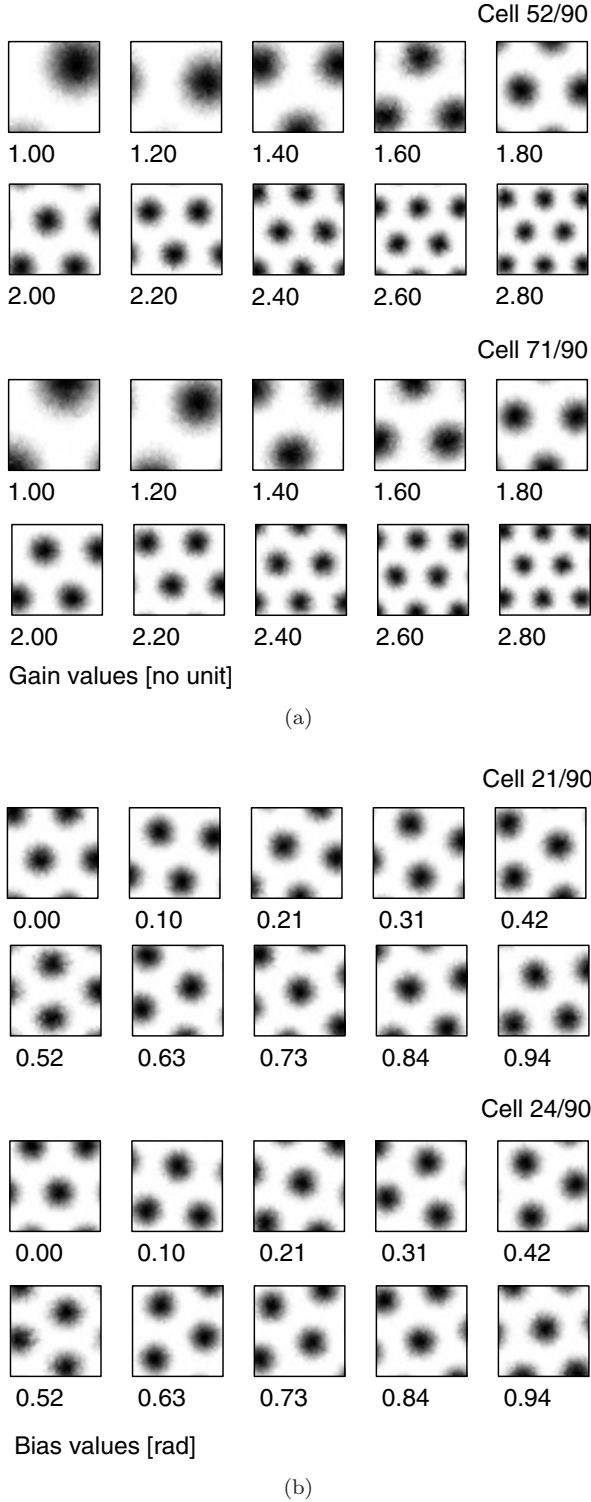 Cell 52/90
1.00 1.20 1.40 1.60 1.80
2.00 2.20 2.40 2.60 2.80
Cell 71/90
1.00 1.20 1.40 1.60 1.80
2.00 2.20 2.40 2.60 2.80
Gain values [no unit]
(a)
Cell 21/90
0.00 0.10 0.21 0.31 0.42
0.52 0.63 0.73 0.84 0.94
Cell 24/90
0.00 0.10 0.21 0.31 0.42
0.52 0.63 0.73 0.84 0.94
Bias values [rad]
(b)